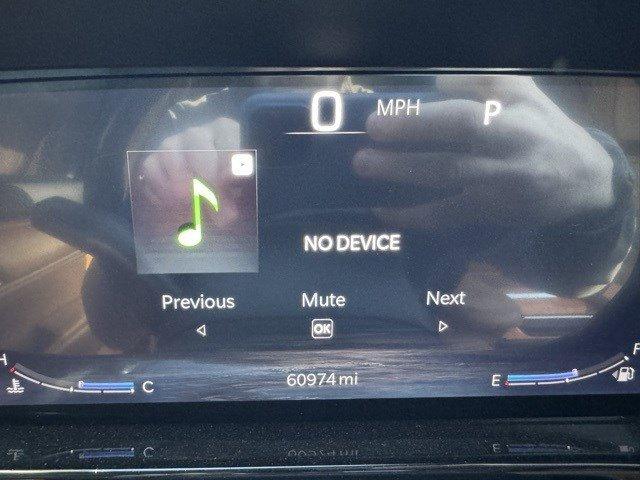 0 MPH P
NO DEVICE
Previous Mute Next
OK
H C 60974 mi E F